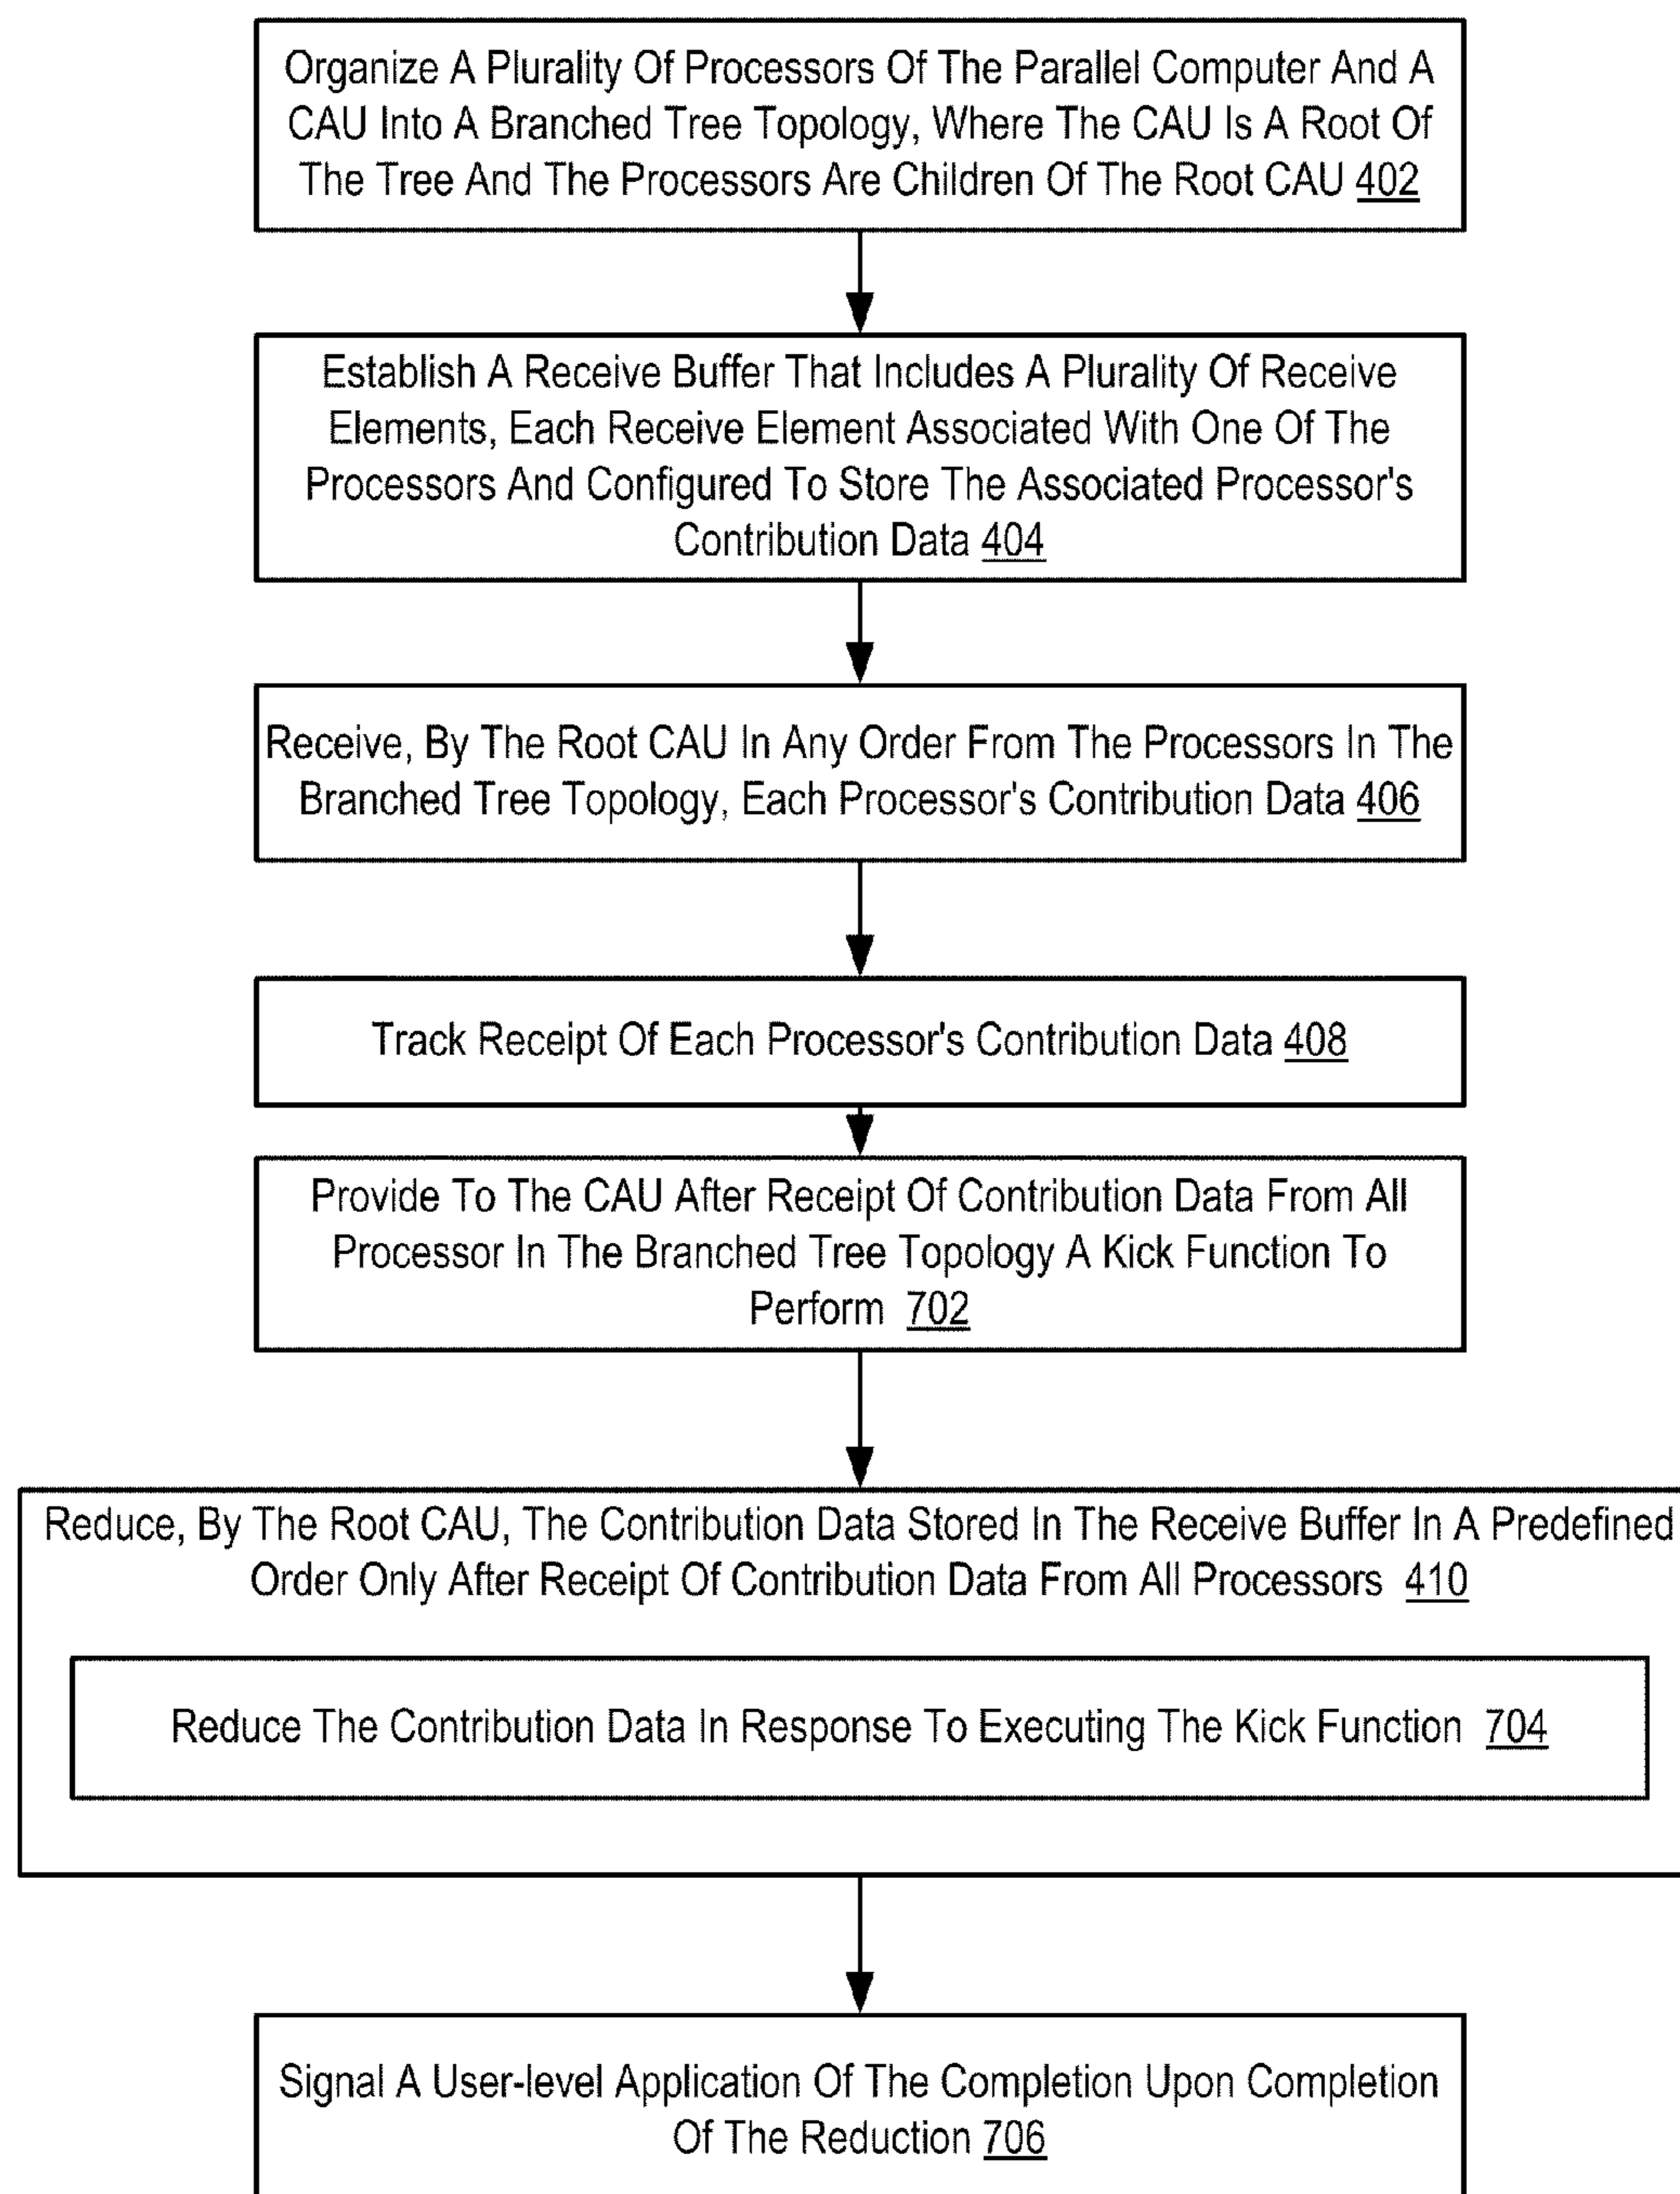 Organize A Plurality Of Processors Of The Parallel Computer And A
CAU Into A Branched Tree Topology, Where The CAU Is A Root Of
The Tree And The Processors Are Children Of The Root CAU 402
Establish A Receive Buffer That Includes A Plurality Of Receive
Elements, Each Receive Element Associated With One Of The
Processors And Configured To Store The Associated Processor's
Contribution Data 404
Receive, By The Root CAU In Any Order From The Processors In The
Branched Tree Topology, Each Processor's Contribution Data 406
Track Receipt Of Each Processor's Contribution Data 408
Provide To The CAU After Receipt Of Contribution Data From All
Processor In The Branched Tree Topology A Kick Function To
Perform 702
Reduce, By The Root CAU, The Contribution Data Stored In The Receive Buffer In A Predefined
Order Only After Receipt Of Contribution Data From All Processors 410
Reduce The Contribution Data In Response To Executing The Kick Function 704
Signal A User-level Application Of The Completion Upon Completion
Of The Reduction 706